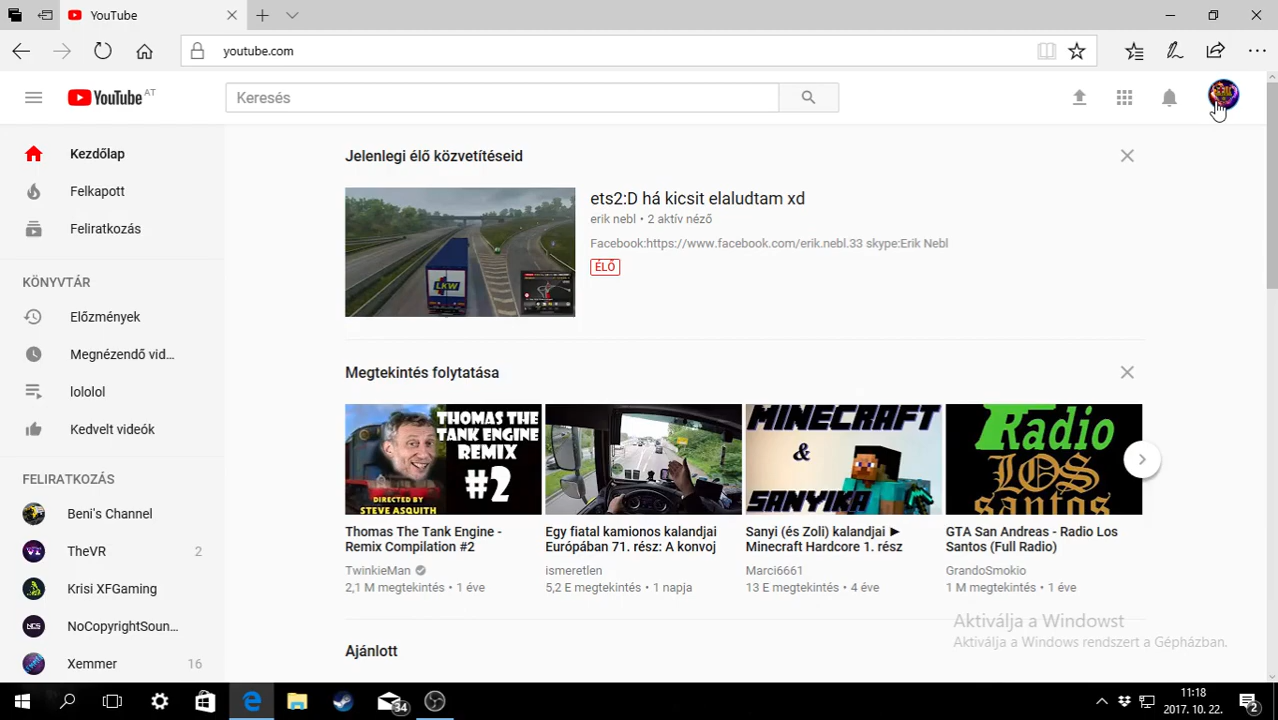 YouTube
youtube.com
YouTube AT
Keresés
Kezdőlap
Felkapott
Feliratkozás
KÖNYVTÁR
Előzmények
Megnézendő vid...
lololol
Kedvelt videók
FELIRATKOZÁS
Beni's Channel
TheVR 2
Krisi XFGaming
NoCopyrightSoun...
Xemmer 16
Jelenlegi élő közvetítéseid
ets2:D há kicsit elaludtam xd
erik nebl • 2 aktív néző
Facebook:https://www.facebook.com/erik.nebl.33 skype:Erik Nebl
ÉLŐ
LKW
Megtekintés folytatása
THOMAS THE
TANK ENGINE
REMIX
#2
DIRECTED BY
STEVE ASQUITH
MINECRAFT
&
SANYIKA
Radio
LOS
santos
Thomas The Tank Engine -
Remix Compilation #2
TwinkieMan
2,1 M megtekintés • 1 éve
Egy fiatal kamionos kalandjai
Európában 71. rész: A konvoj
ismeretlen
5,2 E megtekintés • 1 napja
Sanyi (és Zoli) kalandjai ►
Minecraft Hardcore 1. rész
Marci6661
13 E megtekintés • 4 éve
GTA San Andreas - Radio Los
Santos (Full Radio)
GrandoSmokio
1 M megtekintés • 1 éve
Ajánlott
Aktiválja a Windowst
Aktiválja a Windows rendszert a Gépházban.
34
11:18
2017. 10. 22.
2